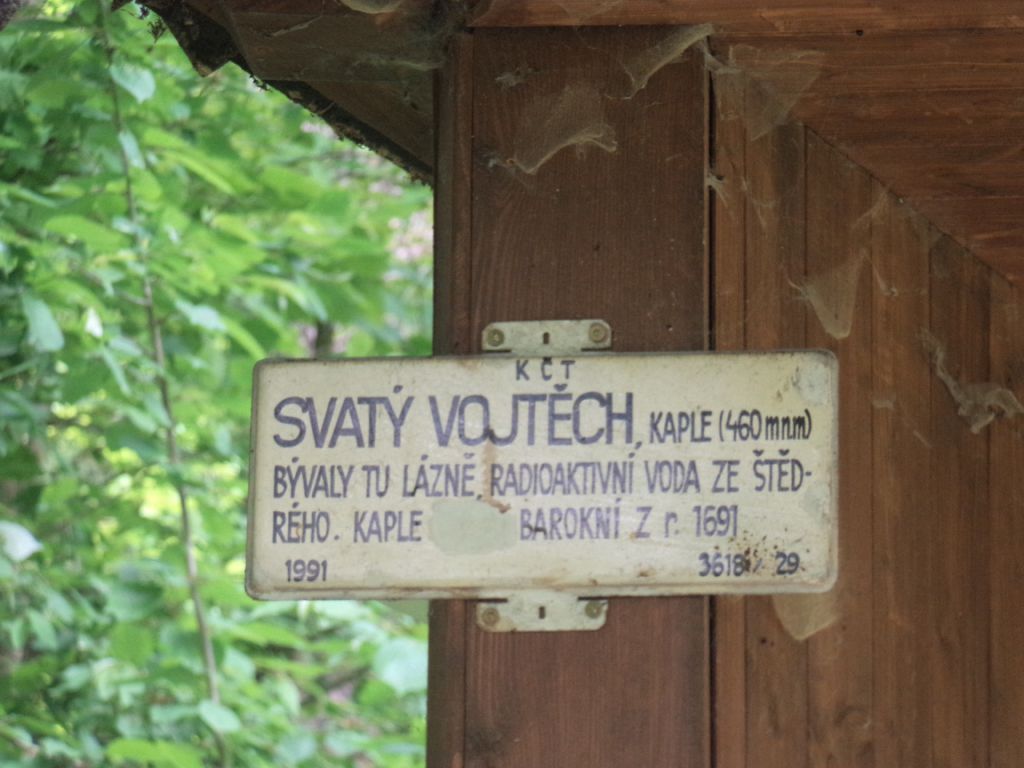 KČT
SVATÝ VOJTĚCH, KAPLE (460 mn.m)
BÝVALY TU LÁZNĚ, RADIOAKTIVNÍ VODA ZE ŠTĚD-
RÉHO. KAPLE BAROKNÍ Z r. 1691
1991 3618/29